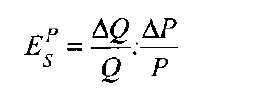 E_S^P = ΔQ/Q : ΔP/P